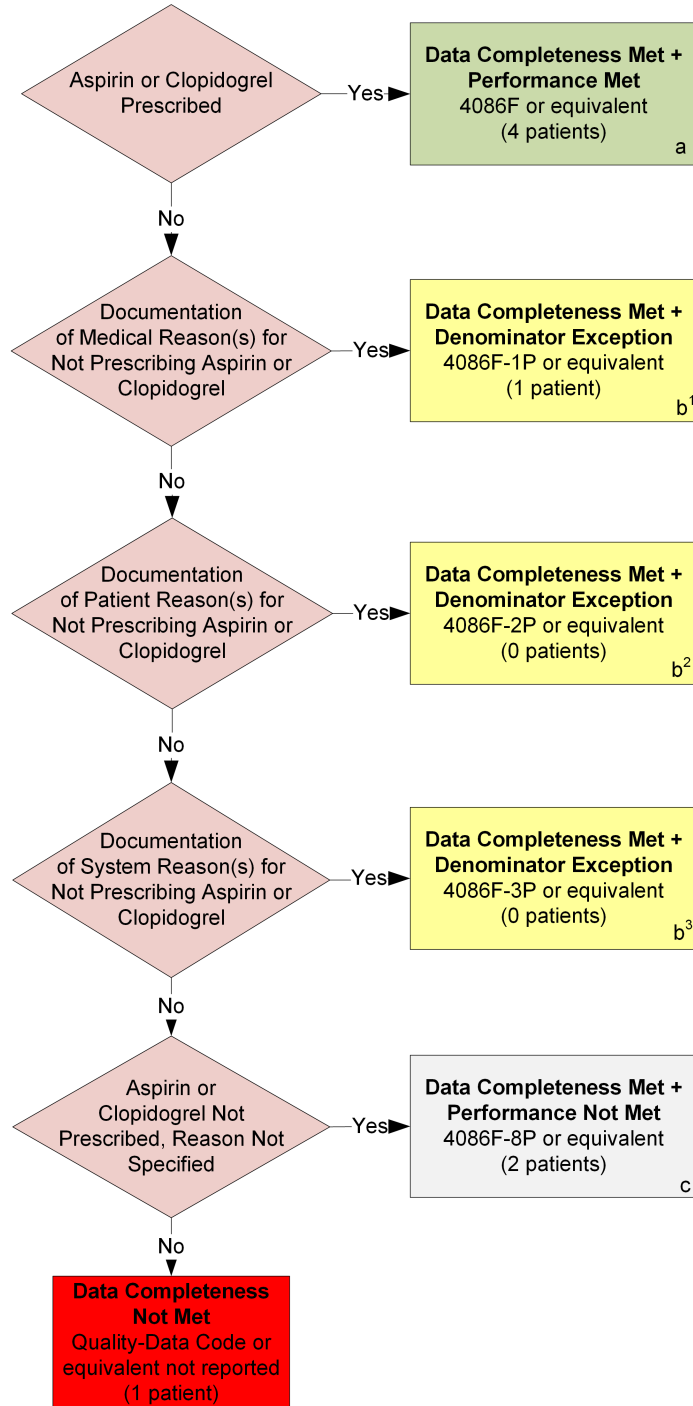 Aspirin or Clopidogrel
Prescribed
Yes
Data Completeness Met +
Performance Met
4086F or equivalent
(4 patients)
a
No
Documentation
of Medical Reason(s) for
Not Prescribing Aspirin or
Clopidogrel
Yes
Data Completeness Met +
Denominator Exception
4086F-1P or equivalent
(1 patient)
b¹
No
Documentation
of Patient Reason(s) for
Not Prescribing Aspirin or
Clopidogrel
Yes
Data Completeness Met +
Denominator Exception
4086F-2P or equivalent
(0 patients)
b²
No
Documentation
of System Reason(s) for
Not Prescribing Aspirin or
Clopidogrel
Yes
Data Completeness Met +
Denominator Exception
4086F-3P or equivalent
(0 patients)
b³
No
Aspirin or
Clopidogrel Not
Prescribed, Reason Not
Specified
Yes
Data Completeness Met +
Performance Not Met
4086F-8P or equivalent
(2 patients)
c
No
Data Completeness
Not Met
Quality-Data Code or
equivalent not reported
(1 patient)